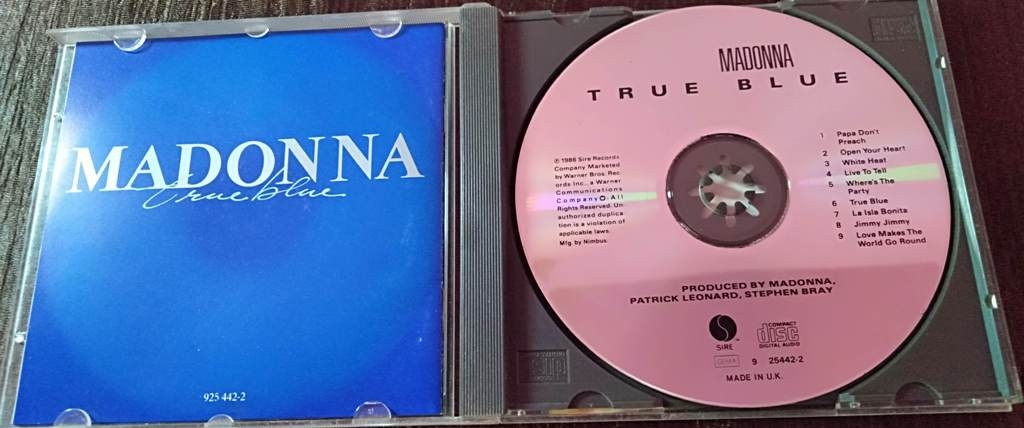 MADONNA
true blue
925 442-2
MADONNA
TRUE BLUE
℗ 1986 Sire Records
Company Marketed
by Warner Bros. Rec-
ords Inc., a Warner
Communications
Company. All
Rights Reserved. Un
authorized duplica-
tion is a violation of
applicable laws.
Mfg. by Nimbus.
1 Papa Don't
Preach
2 Open Your Heart
3 White Heat
4 Live To Tell
5 Where's The
Party
6 True Blue
7 La Isla Bonita
8 Jimmy Jimmy
9 Love Makes The
World Go Round
PRODUCED BY MADONNA,
PATRICK LEONARD, STEPHEN BRAY
SIRE
COMPACT
disc
DIGITAL AUDIO
GEMA
9 25442-2
MADE IN U.K.